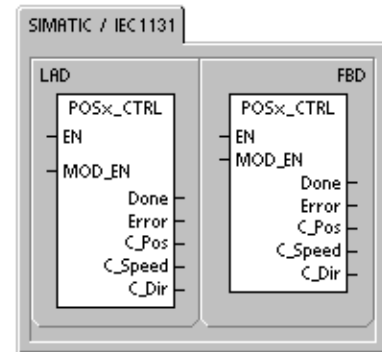 SIMATIC / IEC1131
LAD
POSx_CTRL
EN
MOD_EN
Done
Error
C_Pos
C_Speed
C_Dir
FBD
POSx_CTRL
EN
MOD_EN
Done
Error
C_Pos
C_Speed
C_Dir